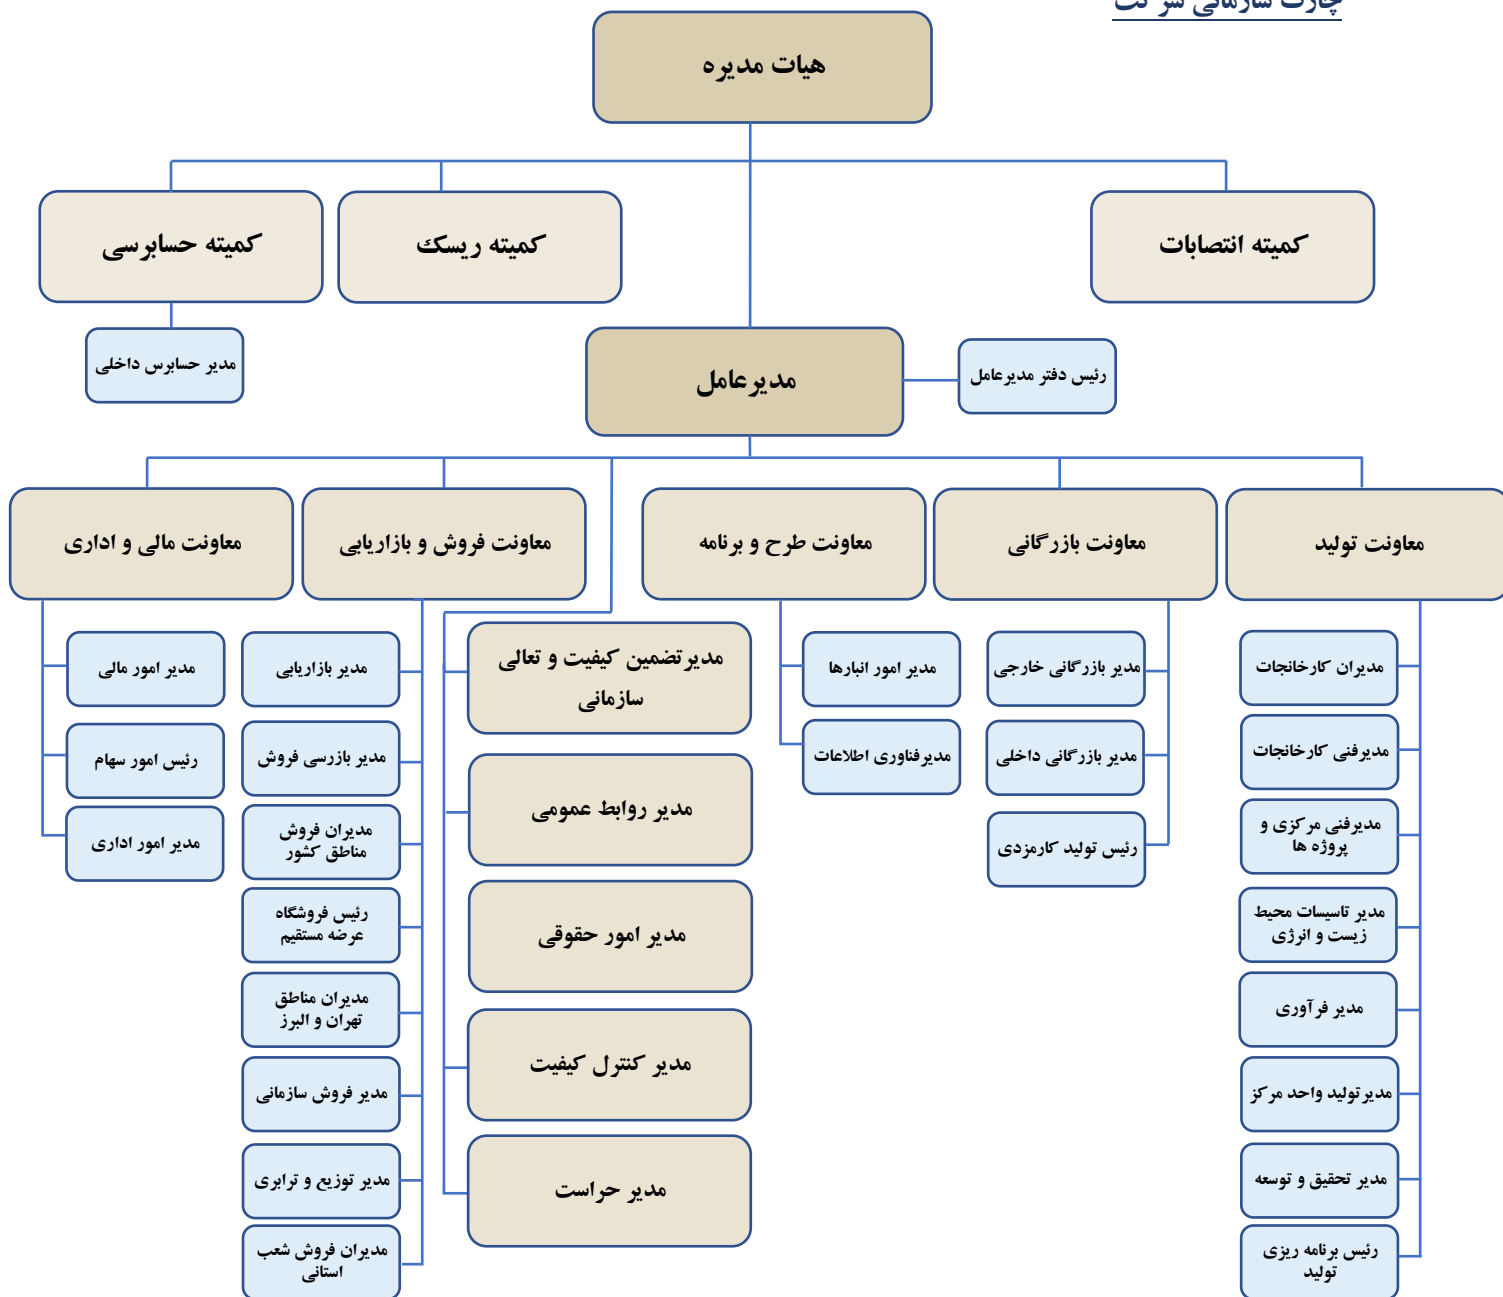 چارت سازمانی شرکت
هیات مدیره
کمیته انتصابات
کمیته ریسک
کمیته حسابرسی
مدیر حسابرس داخلی
مدیرعامل
رئیس دفتر مدیرعامل
معاونت تولید
معاونت بازرگانی
معاونت طرح و برنامه
معاونت فروش و بازاریابی
معاونت مالی و اداری
مدیران کارخانجات
مدیرفنی کارخانجات
مدیرفنی مرکزی و
پروژه ها
مدیر تاسیسات محیط
زیست و انرژی
مدیر فرآوری
مدیرتولید واحد مرکز
مدیر تحقیق و توسعه
رئیس برنامه ریزی
تولید
مدیر بازرگانی خارجی
مدیر بازرگانی داخلی
رئیس تولید کارمزدی
مدیر امور انبارها
مدیرفناوری اطلاعات
مدیرتضمین کیفیت و تعالی
سازمانی
مدیر روابط عمومی
مدیر امور حقوقی
مدیر کنترل کیفیت
مدیر حراست
مدیر بازاریابی
مدیر بازرسی فروش
مدیران فروش
مناطق کشور
رئیس فروشگاه
عرضه مستقیم
مدیران مناطق
تهران و البرز
مدیر فروش سازمانی
مدیر توزیع و ترابری
مدیران فروش شعب
استانی
مدیر امور مالی
رئیس امور سهام
مدیر امور اداری